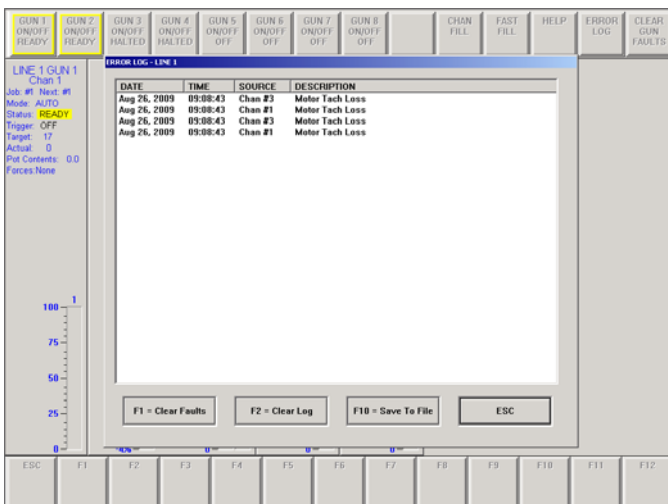 GUN 1 ON/OFF READY
GUN 2 ON/OFF READY
GUN 3 ON/OFF HALTED
GUN 4 ON/OFF HALTED
GUN 5 ON/OFF OFF
GUN 6 ON/OFF OFF
GUN 7 ON/OFF OFF
GUN 8 ON/OFF OFF
CHAN FILL
FAST FILL
HELP
ERROR LOG
CLEAR GUN FAULTS
LINE 1 GUN 1
Chan 1
Job: #1 Next: #1
Mode: AUTO
Status: READY
Trigger: OFF
Target: 17
Actual: 0
Pot Contents: 0.0
Forces:None
1
100
75
50
25
0
ERROR LOG - LINE 1
DATE TIME SOURCE DESCRIPTION
Aug 26, 2009 09:08:43 Chan #3 Motor Tach Loss
Aug 26, 2009 09:08:43 Chan #1 Motor Tach Loss
Aug 26, 2009 09:08:43 Chan #3 Motor Tach Loss
Aug 26, 2009 09:08:43 Chan #1 Motor Tach Loss
F1 = Clear Faults
F2 = Clear Log
F10 = Save To File
ESC
ESC F1 F2 F3 F4 F5 F6 F7 F8 F9 F10 F11 F12